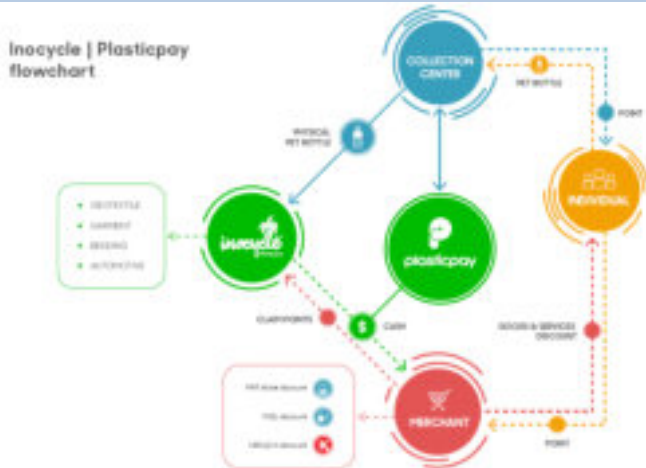 Inocycle | Plasticpay
flowchart
COLLECTION
CENTER
PET BOTTLE
POINT
PHYSICAL
PET BOTTLE
INDIVIDUAL
GEOTEXTILE
GARMENT
BEDDING
AUTOMOTIVE
inocycle
plasticpay
CLAIM POINTS
CASH
GOODS & SERVICES
DISCOUNT
MERCHANT
POINT